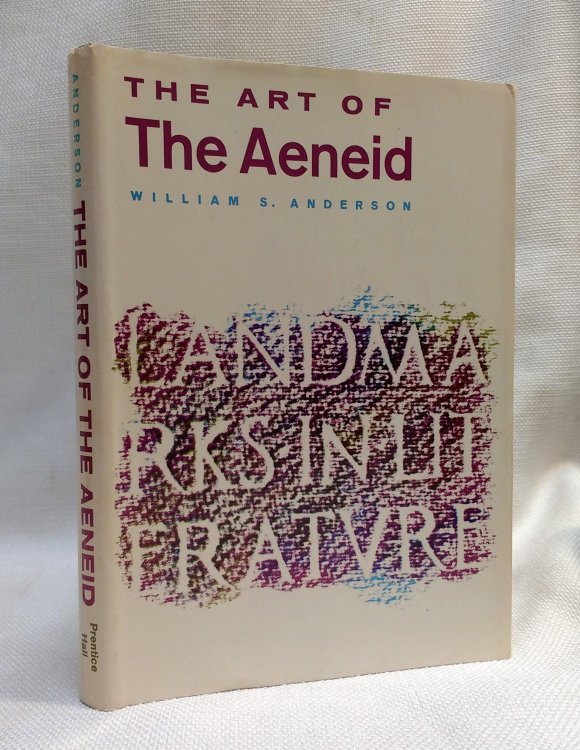 THE ART OF
The Aeneid
WILLIAM S. ANDERSON
LANDMA
RKS·IN·LIT
ERATVRE
ANDERSON
THE ART OF THE AENEID
Prentice
Hall